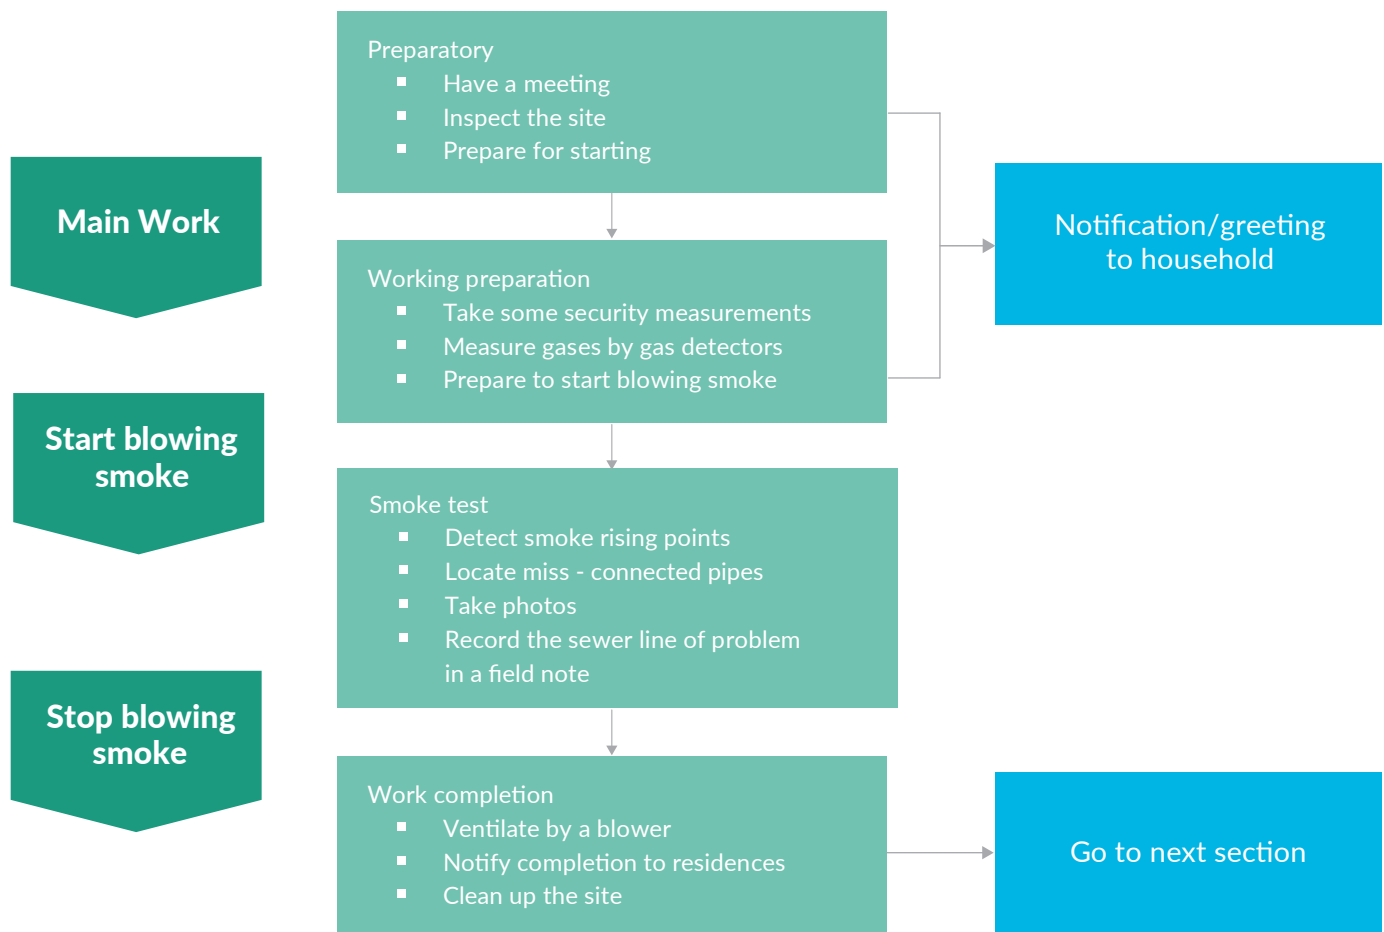 Preparatory
Have a meeting
Inspect the site
Prepare for starting
Main Work
Notification/greeting
to household
Working preparation
Take some security measurements
Measure gases by gas detectors
Prepare to start blowing smoke
Start blowing
smoke
Smoke test
Detect smoke rising points
Locate miss - connected pipes
Take photos
Record the sewer line of problem
in a field note
Stop blowing
smoke
Work completion
Ventilate by a blower
Notify completion to residences
Clean up the site
Go to next section